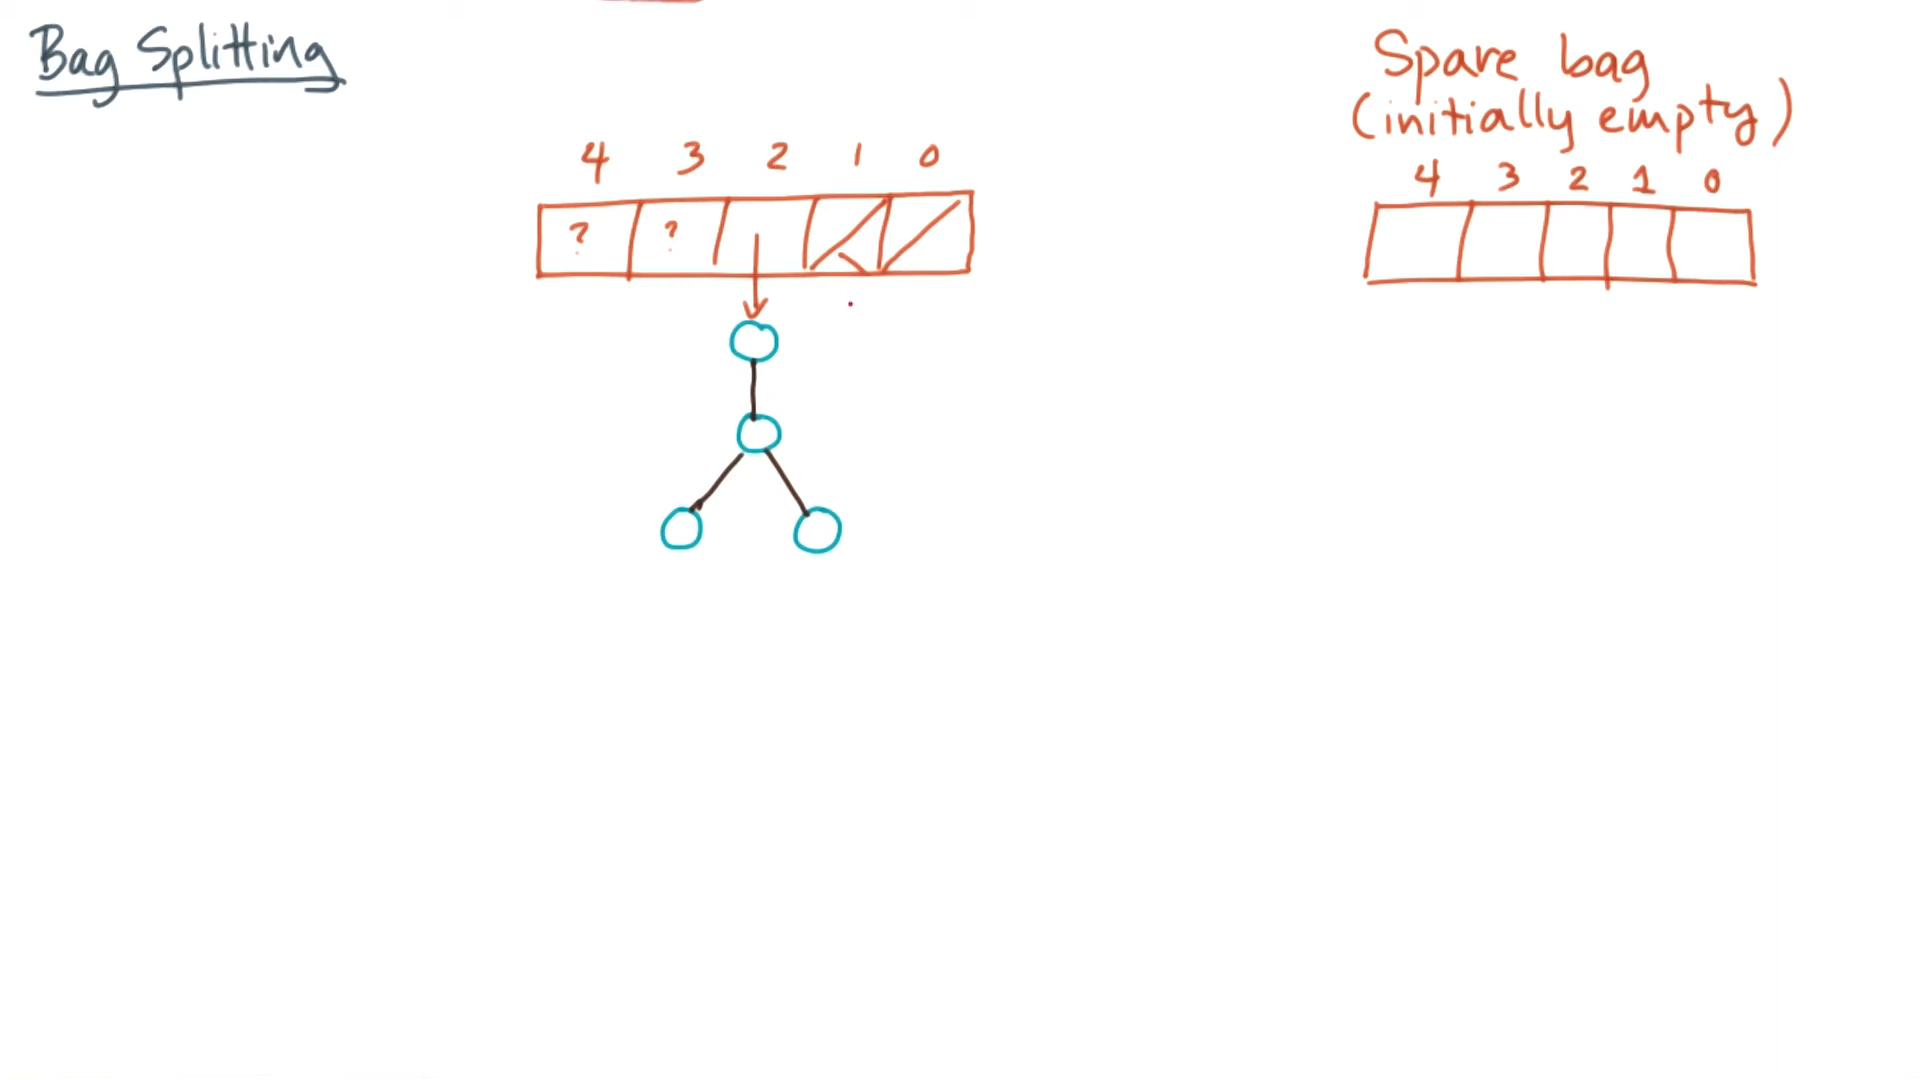 Bag Splitting
Spare bag
(initially empty)
4 3 2 1 0
? ?
4 3 2 1 0